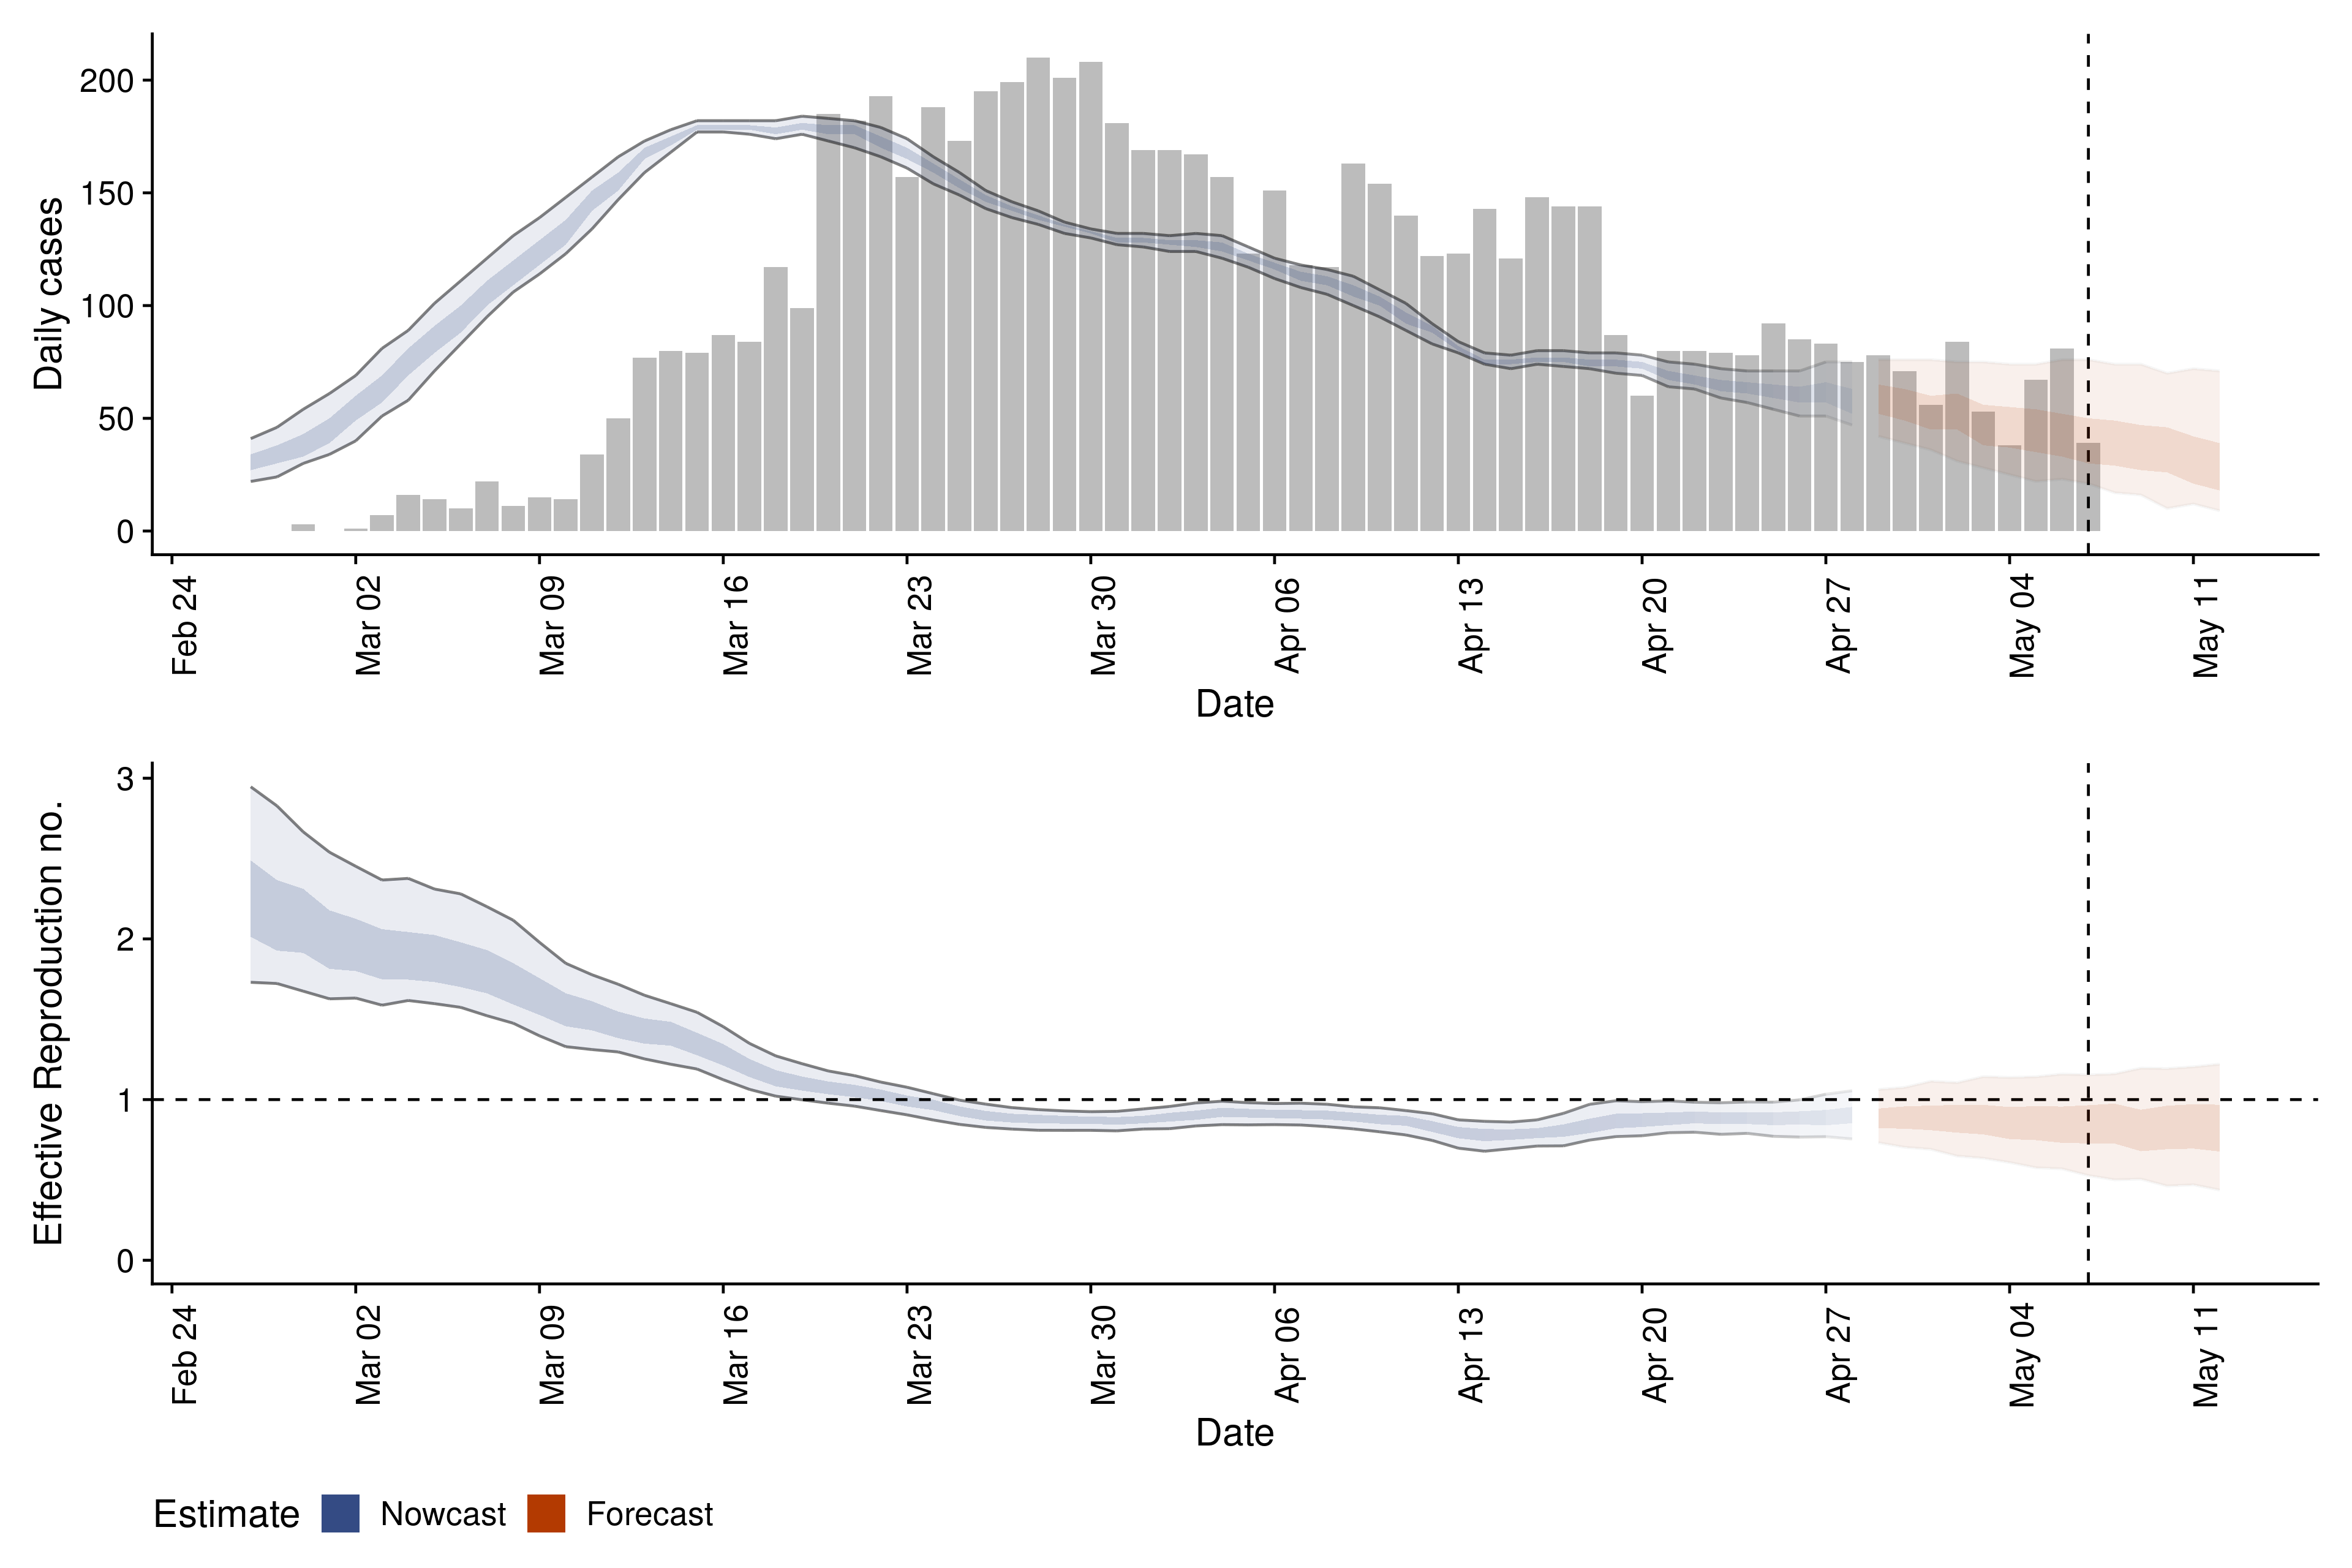 Daily cases
200
150
100
50
0
Feb 24
Mar 02
Mar 09
Mar 16
Mar 23
Mar 30
Apr 06
Apr 13
Apr 20
Apr 27
May 04
May 11
Date
Effective Reproduction no.
3
2
1
0
Feb 24
Mar 02
Mar 09
Mar 16
Mar 23
Mar 30
Apr 06
Apr 13
Apr 20
Apr 27
May 04
May 11
Date
Estimate Nowcast Forecast